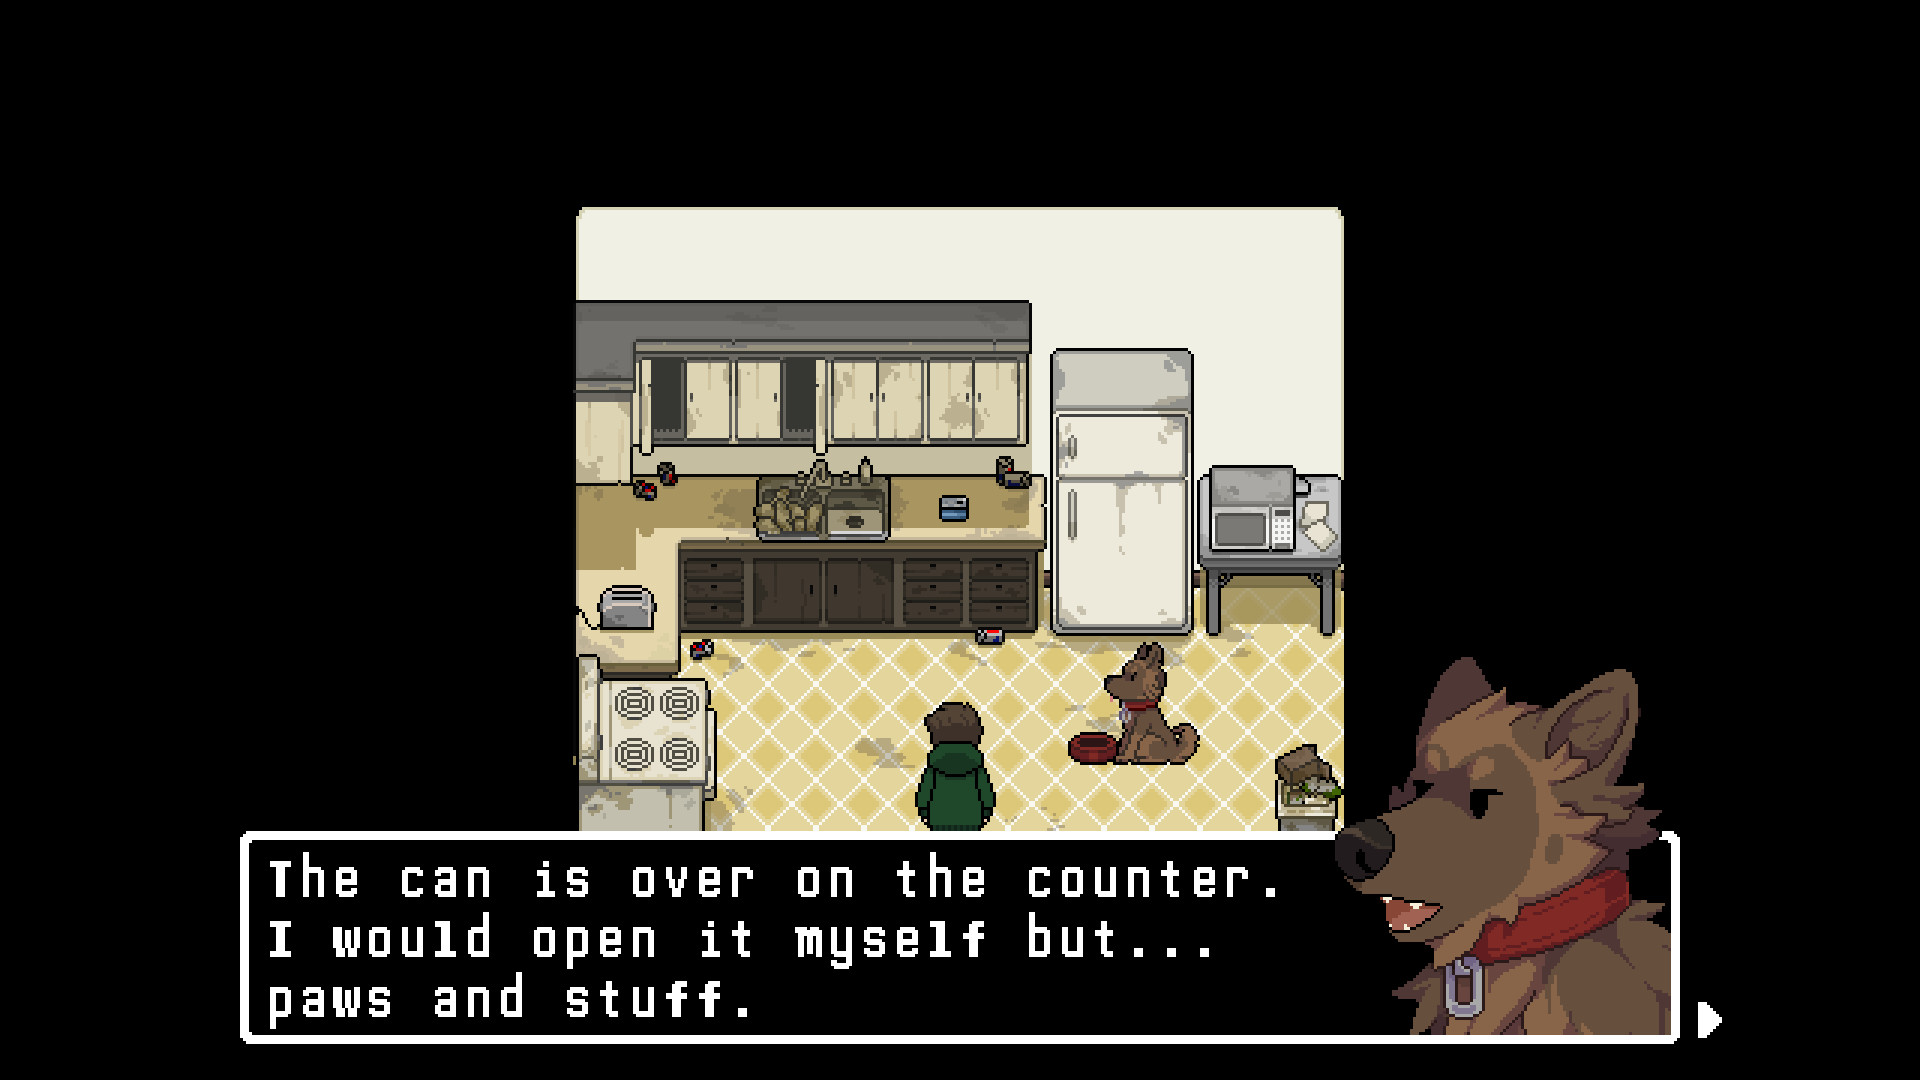 The can is over on the counter.
I would open it myself but...
paws and stuff.